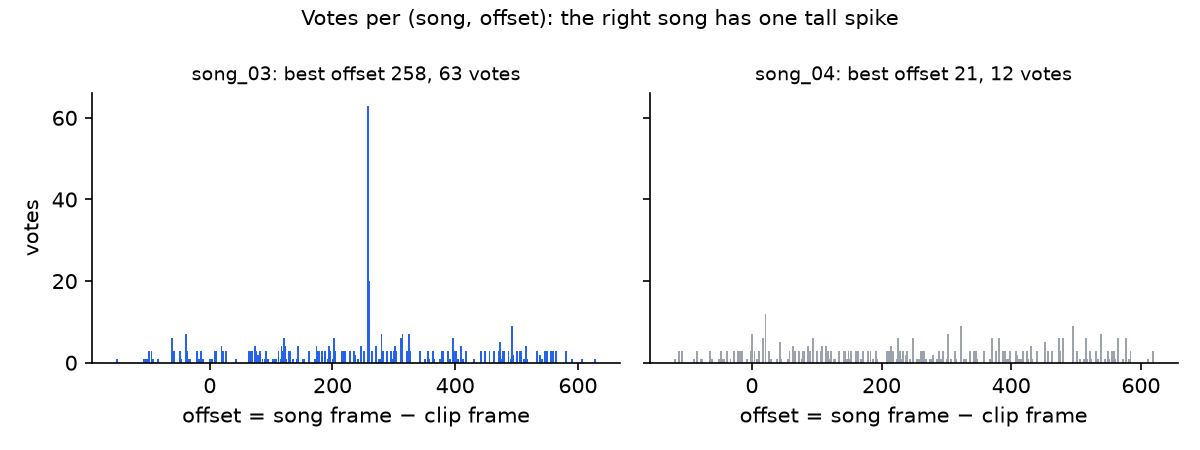 Votes per (song, offset): the right song has one tall spike
song_03: best offset 258, 63 votes
song_04: best offset 21, 12 votes
votes
60
40
20
0
0 200 400 600
0 200 400 600
offset = song frame − clip frame
offset = song frame − clip frame